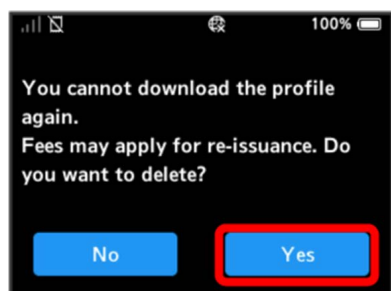 100%
You cannot download the profile
again.
Fees may apply for re-issuance. Do
you want to delete?
No Yes